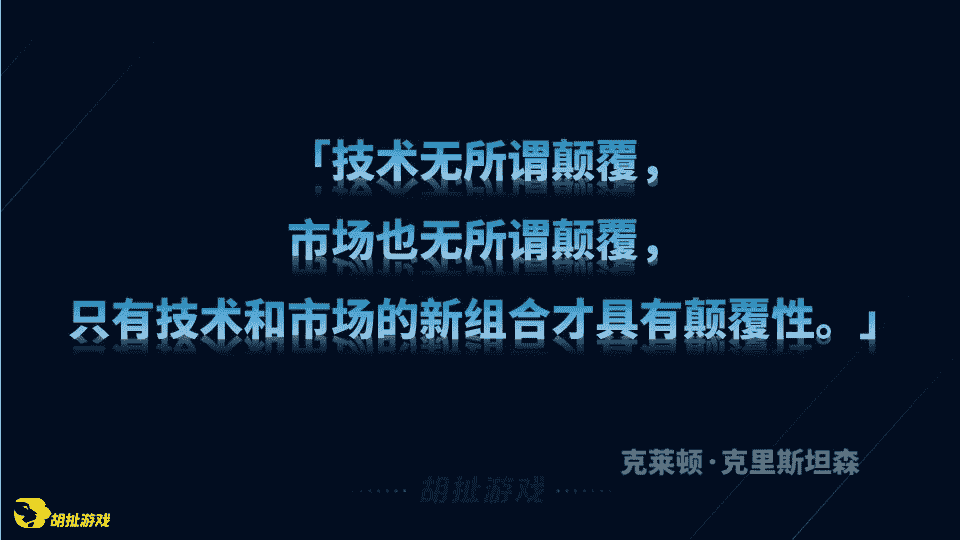 「技术无所谓颠覆，
市场也无所谓颠覆，
只有技术和市场的新组合才具有颠覆性。」
克莱顿·克里斯坦森
胡扯游戏
胡扯游戏